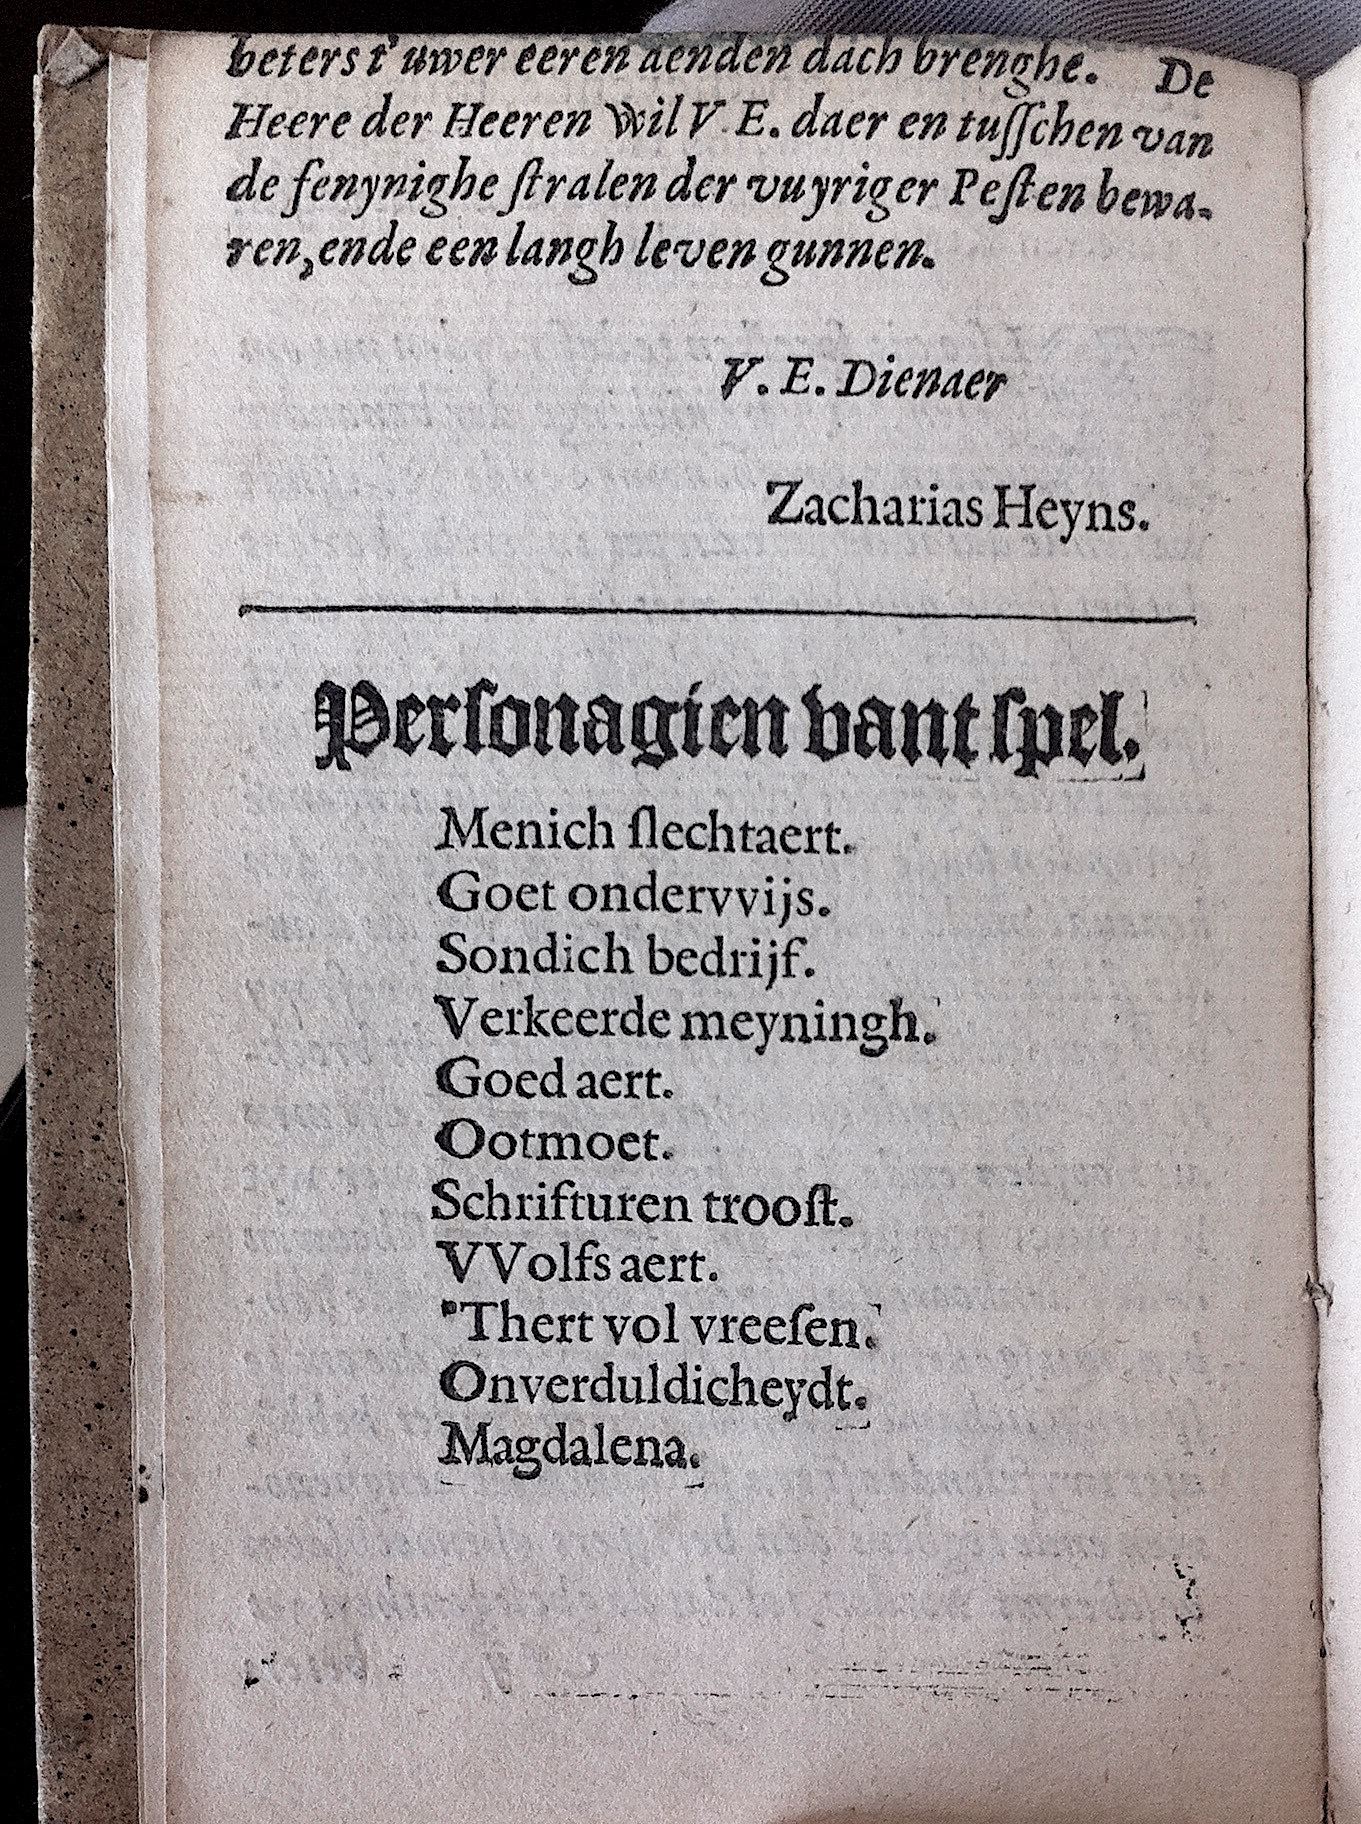 beters t'uwer eeren aenden dach brenghe. De
Heere der Heeren Wil V E. daer en tuſſchen van
de fenynighe ſtralen der vuyriger Peſten bewa-
ren, ende een langh leven gunnen.
V. E. Dienaer
Zacharias Heyns.
Perſonagien vant ſpel.
Menich ſlechtaert.
Goet ondervvijs.
Sondich bedrijf.
Verkeerde meyningh.
Goed aert.
Ootmoet.
Schrifturen trooſt.
VVolfs aert.
'Thert vol vreeſen.
Onverduldicheydt.
Magdalena.